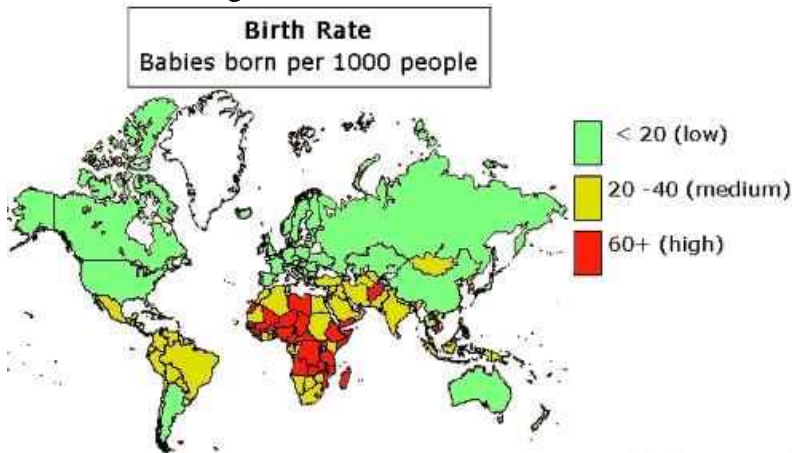 Birth Rate
Babies born per 1000 people
< 20 (low)
20 -40 (medium)
60+ (high)